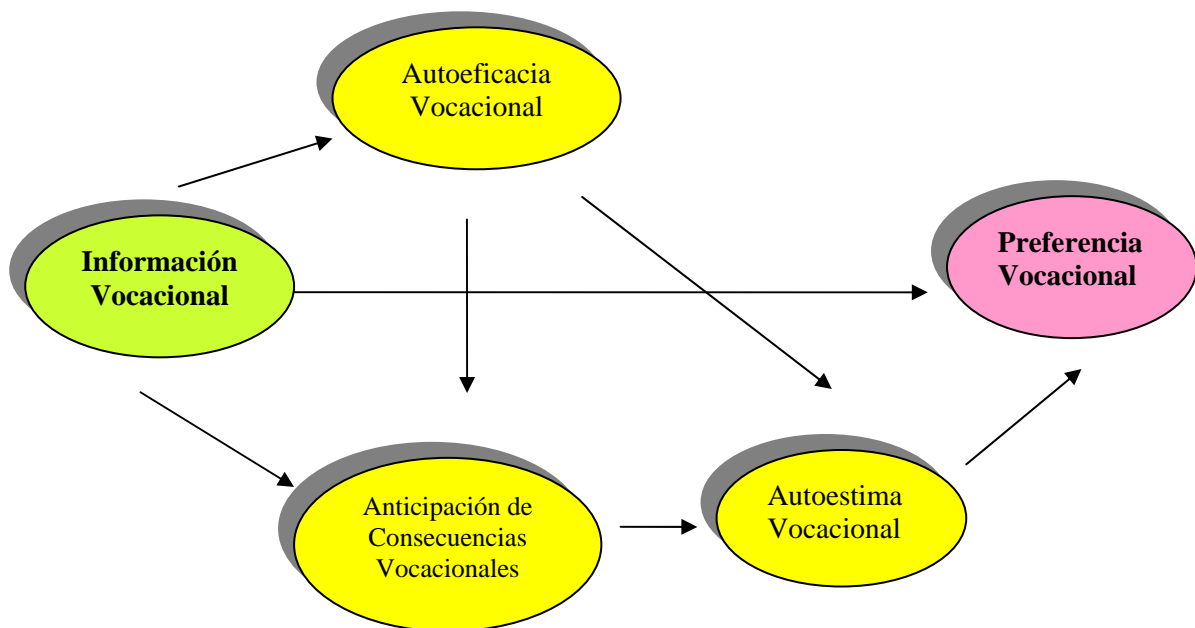 Autoeficacia
Vocacional
Información
Vocacional
Preferencia
Vocacional
Anticipación de
Consecuencias
Vocacionales
Autoestima
Vocacional